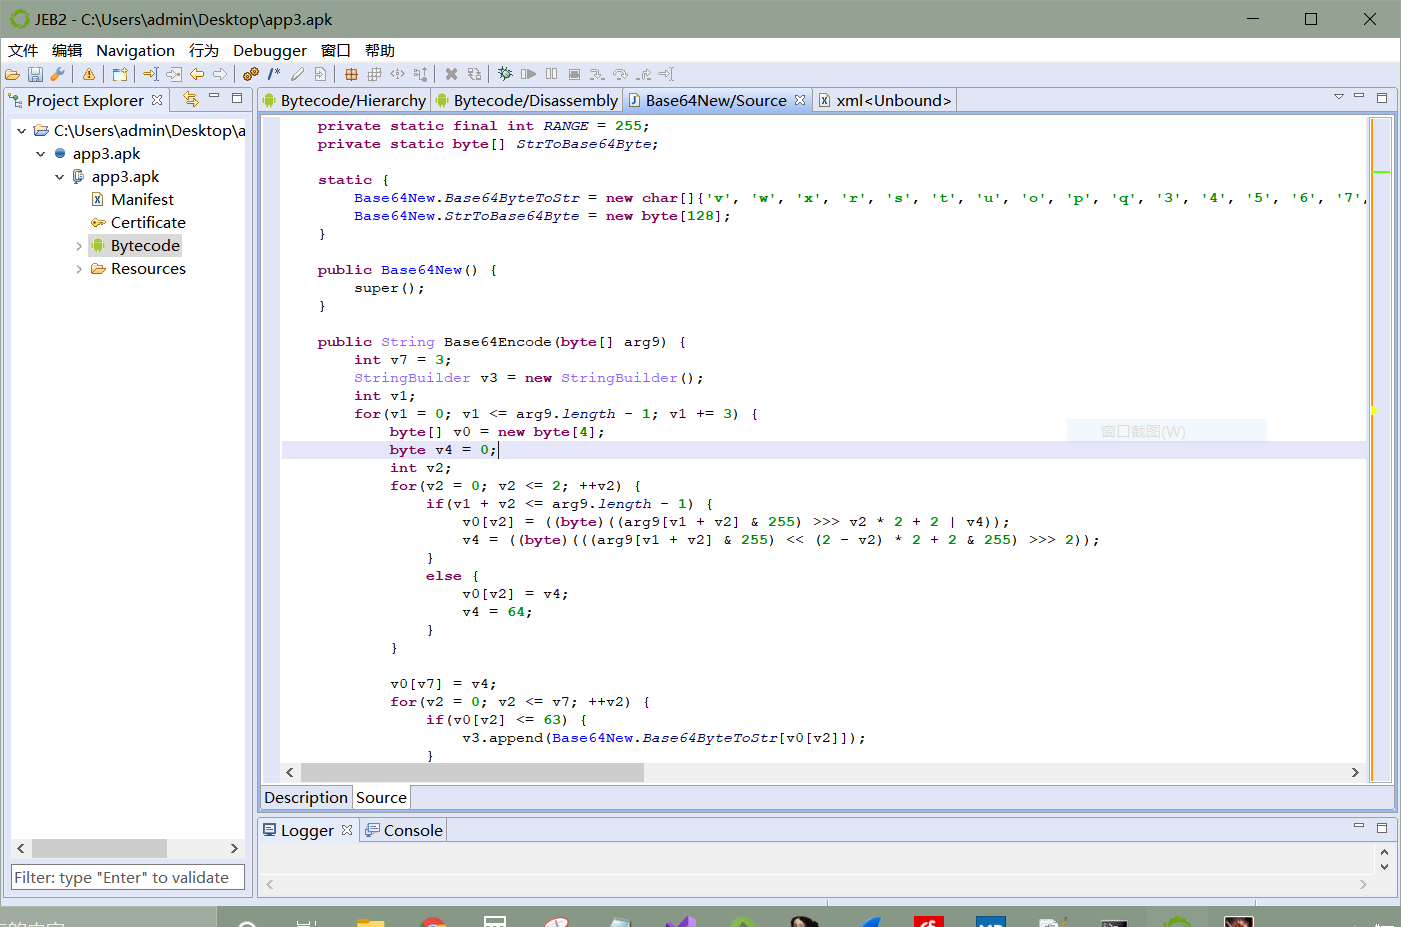 JEB2 - C:\Users\admin\Desktop\app3.apk
文件 编辑 Navigation 行为 Debugger 窗口 帮助
Project Explorer
Bytecode/Hierarchy Bytecode/Disassembly Base64New/Source xml<Unbound>
C:\Users\admin\Desktop\a
app3.apk
app3.apk
Manifest
Certificate
Bytecode
Resources
Filter: type "Enter" to validate
private static final int RANGE = 255;
private static byte[] StrToBase64Byte;
static {
Base64New.Base64ByteToStr = new char[]{'v', 'w', 'x', 'r', 's', 't', 'u', 'o', 'p', 'q', '3', '4', '5', '6', '7',
Base64New.StrToBase64Byte = new byte[128];
}
public Base64New() {
super();
}
public String Base64Encode(byte[] arg9) {
int v7 = 3;
StringBuilder v3 = new StringBuilder();
int v1;
for(v1 = 0; v1 <= arg9.length - 1; v1 += 3) {
byte[] v0 = new byte[4];
byte v4 = 0;
int v2;
for(v2 = 0; v2 <= 2; ++v2) {
if(v1 + v2 <= arg9.length - 1) {
v0[v2] = ((byte)((arg9[v1 + v2] & 255) >>> v2 * 2 + 2 | v4));
v4 = ((byte)(((arg9[v1 + v2] & 255) << (2 - v2) * 2 + 2 & 255) >>> 2));
}
else {
v0[v2] = v4;
v4 = 64;
}
}
v0[v7] = v4;
for(v2 = 0; v2 <= v7; ++v2) {
if(v0[v2] <= 63) {
v3.append(Base64New.Base64ByteToStr[v0[v2]]);
}
窗口截图(W)
Description Source
Logger Console